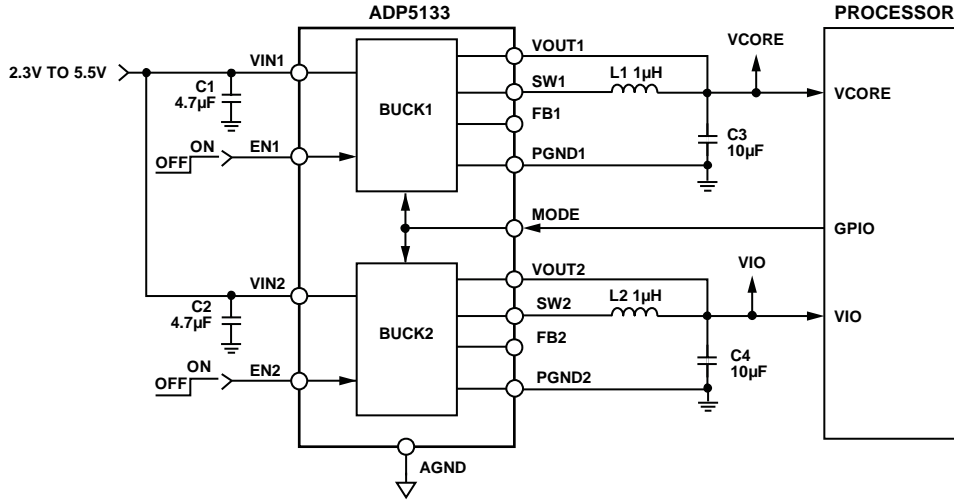 ADP5133
PROCESSOR
2.3V TO 5.5V
VIN1
C1
4.7µF
ON
OFF
EN1
BUCK1
VOUT1
SW1
L1 1µH
FB1
PGND1
VCORE
VCORE
C3
10µF
MODE
GPIO
VIN2
C2
4.7µF
ON
OFF
EN2
BUCK2
VOUT2
SW2
L2 1µH
FB2
PGND2
VIO
VIO
C4
10µF
AGND